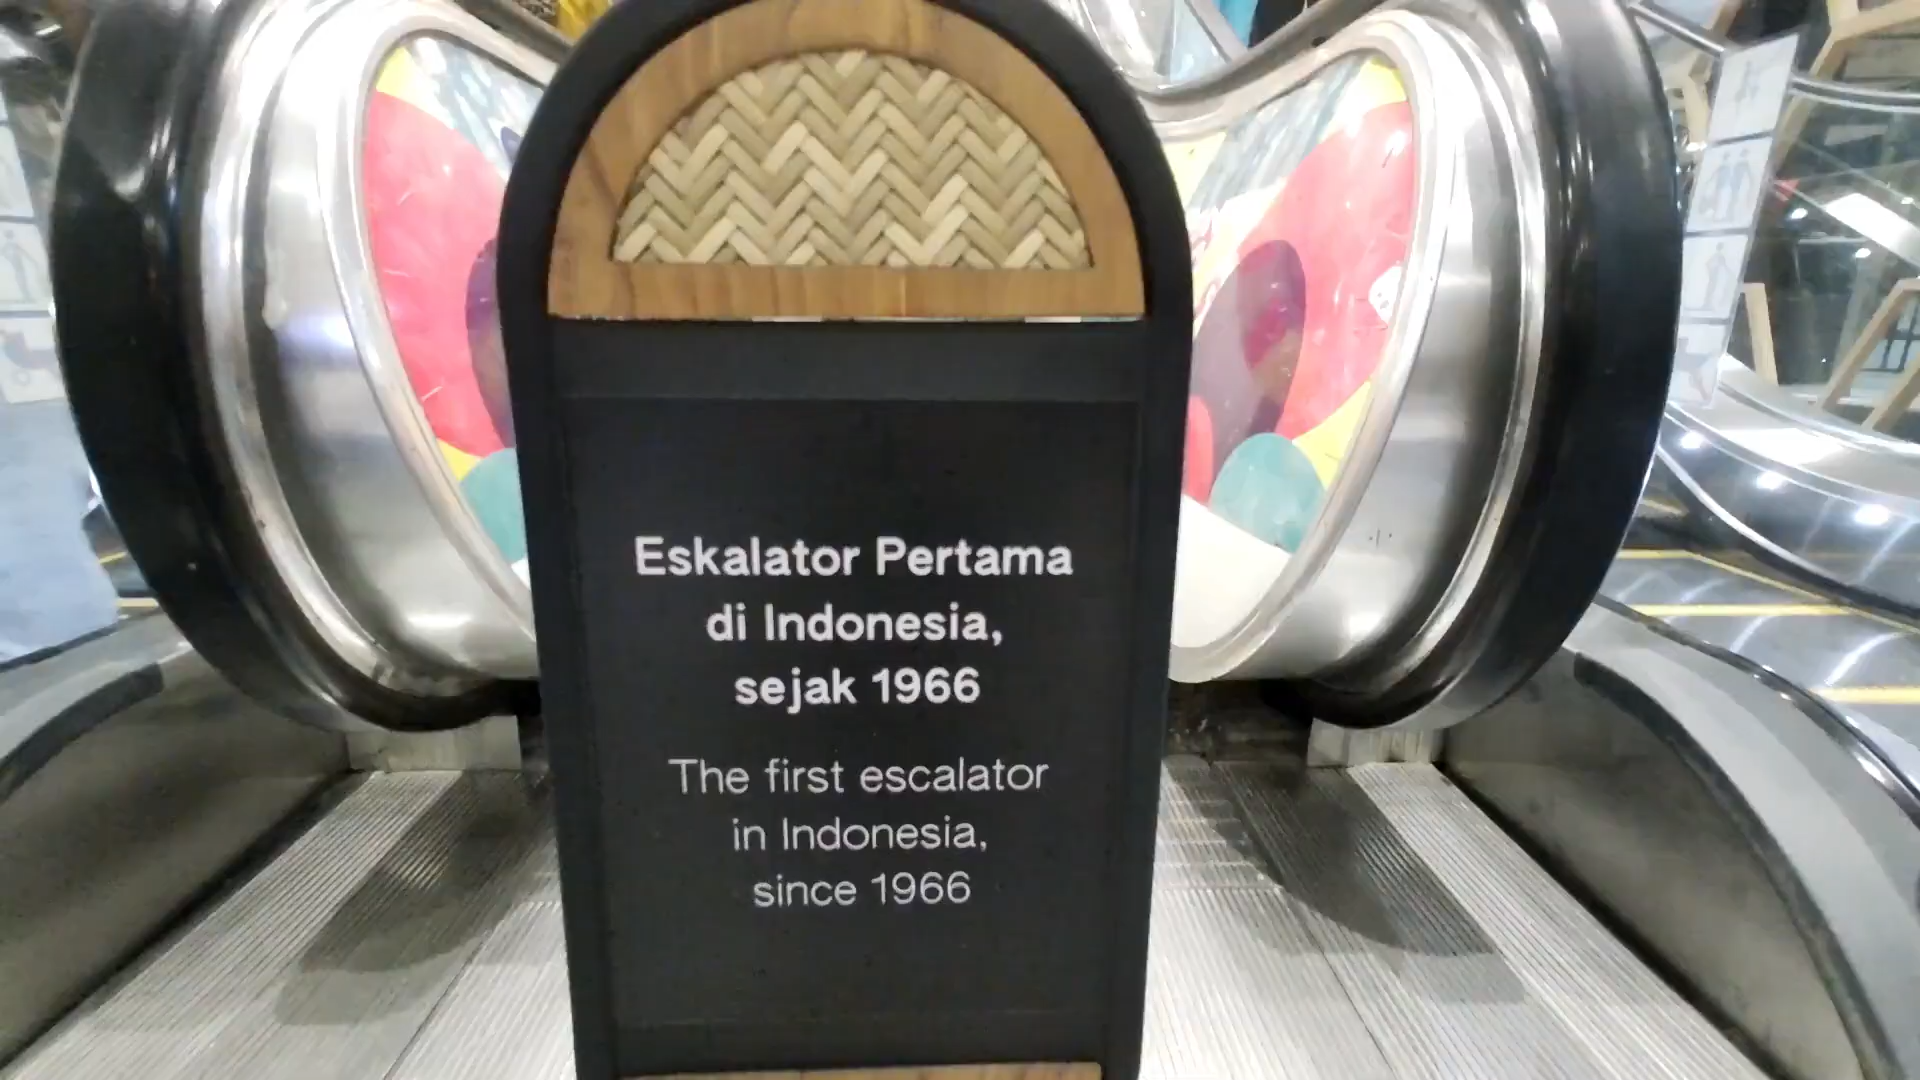 Eskalator Pertama
di Indonesia,
sejak 1966
The first escalator
in Indonesia,
since 1966